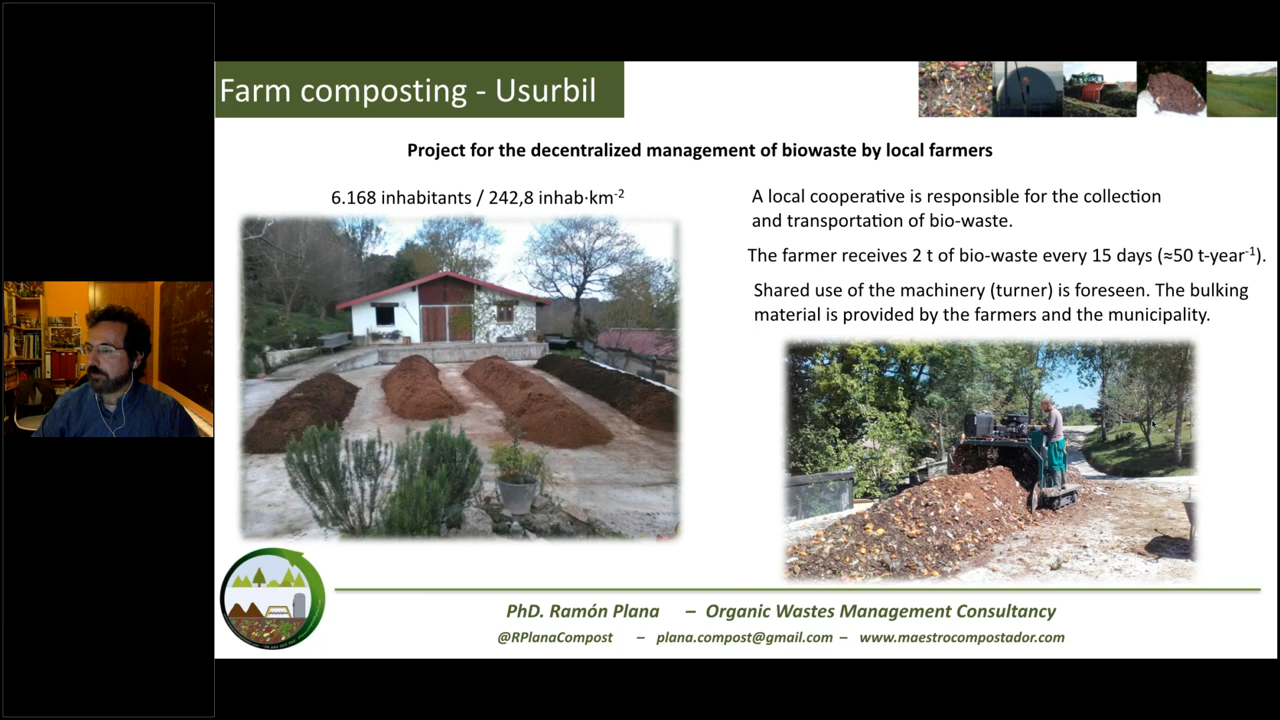 Farm composting - Usurbil
Project for the decentralized management of biowaste by local farmers
6.168 inhabitants / 242,8 inhab·km-2
A local cooperative is responsible for the collection
and transportation of bio-waste.
The farmer receives 2 t of bio-waste every 15 days (≈50 t-year-1).
Shared use of the machinery (turner) is foreseen. The bulking
material is provided by the farmers and the municipality.
PhD. Ramón Plana – Organic Wastes Management Consultancy
@RPlanaCompost – plana.compost@gmail.com – www.maestrocompostador.com